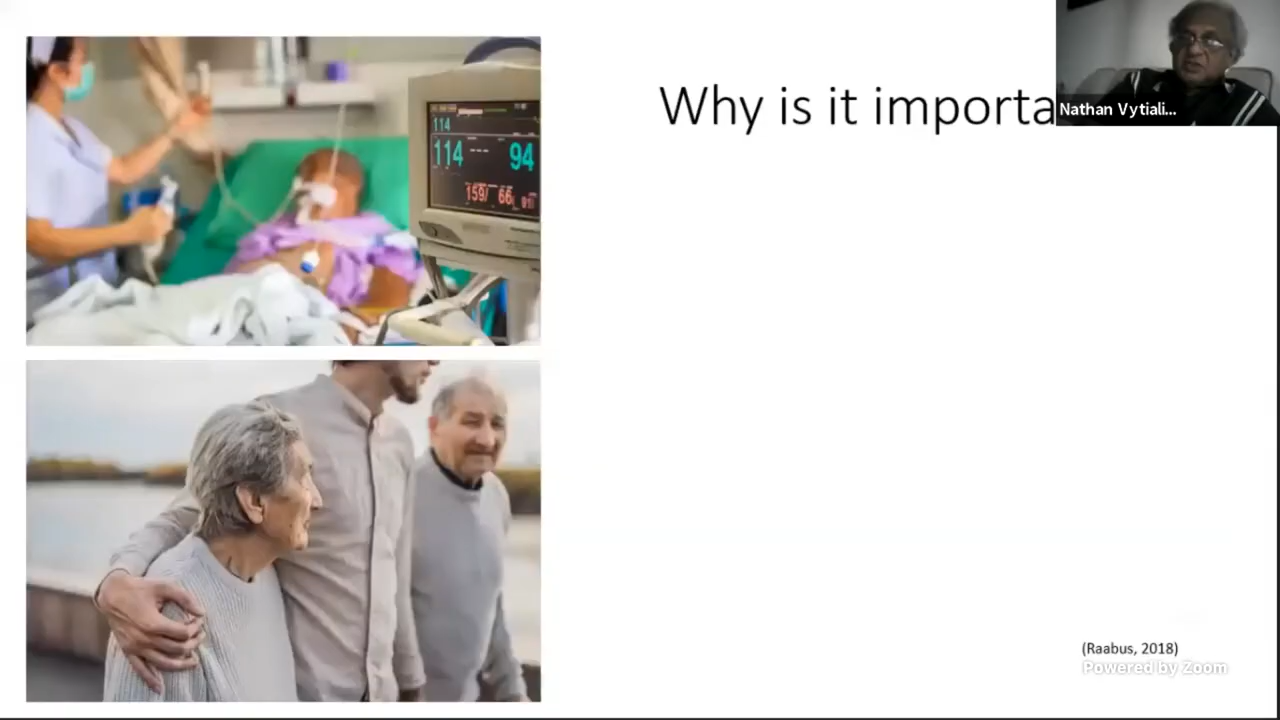 Why is it importa
Nathan Vytiali...
114
114 --- 94
159/ 66
(Raabus, 2018)
Powered by Zoom